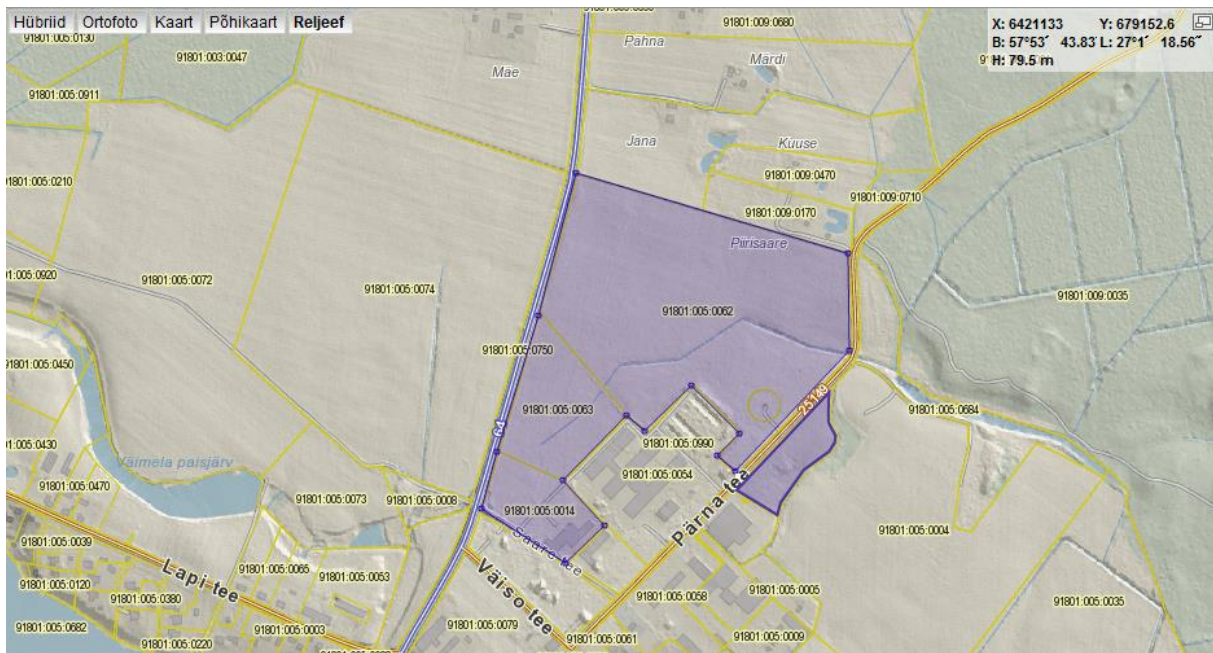 Hübriid Ortofoto Kaart Põhikaart Reljeef
X: 6421133 Y: 679152.6
B: 57°53´ 43.83˝ L: 27°1´ 18.56˝
H: 79.5 m
91801:009:0680
91801:005:0130
Pahna
91801:003:0047
Märdi
Mäe
91801:005:0911
Jana
Kuuse
91801:009:0470
91801:005:0210
91801:009:0710
91801:009:0170
Piirisaare
91801:005:0920
91801:005:0072
91801:005:0074
91801:009:0035
91801:005:0062
91801:005:0750
91801:005:0450
25149
91801:005:0063
91801:005:0684
64
91801:005:0430
91801:005:0990
Väimela paisjärv
91801:005:0054
91801:005:0470
91801:005:0073
91801:005:0008
Pärna tee
91801:005:0014
91801:005:0004
Saare tee
91801:005:0039
Lapi tee
91801:005:0065
91801:005:0053
Väiso tee
91801:005:0120
91801:005:0380
91801:005:0058
91801:005:0005
91801:005:0035
91801:005:0682
91801:005:0003
91801:005:0079
91801:005:0061
91801:005:0009
91801:005:0220